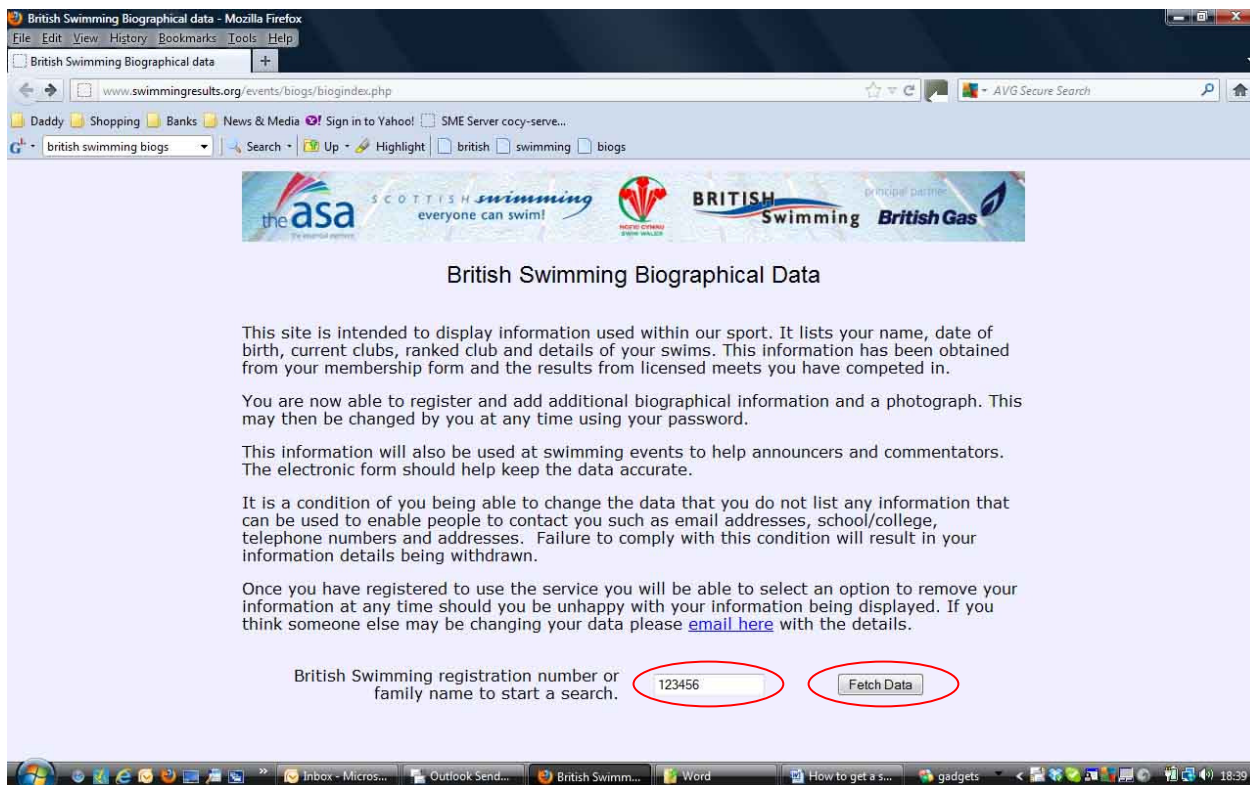 British Swimming Biographical data - Mozilla Firefox
File Edit View History Bookmarks Tools Help
British Swimming Biographical data +
www.swimmingresults.org/events/biogs/biogindex.php AVG Secure Search
Daddy Shopping Banks News & Media Sign in to Yahoo! SME Server cocy-serve...
british swimming biogs Search Up Highlight british swimming biogs
the asa
SCOTTISH swimming
everyone can swim!
BRITISH
Swimming
principal partner
British Gas
British Swimming Biographical Data
This site is intended to display information used within our sport. It lists your name, date of
birth, current clubs, ranked club and details of your swims. This information has been obtained
from your membership form and the results from licensed meets you have competed in.
You are now able to register and add additional biographical information and a photograph. This
may then be changed by you at any time using your password.
This information will also be used at swimming events to help announcers and commentators.
The electronic form should help keep the data accurate.
It is a condition of you being able to change the data that you do not list any information that
can be used to enable people to contact you such as email addresses, school/college,
telephone numbers and addresses.  Failure to comply with this condition will result in your
information details being withdrawn.
Once you have registered to use the service you will be able to select an option to remove your
information at any time should you be unhappy with your information being displayed. If you
think someone else may be changing your data please email here with the details.
British Swimming registration number or
family name to start a search.
123456
Fetch Data
Inbox - Micros... Outlook Send... British Swimm... Word How to get a s... gadgets 18:39